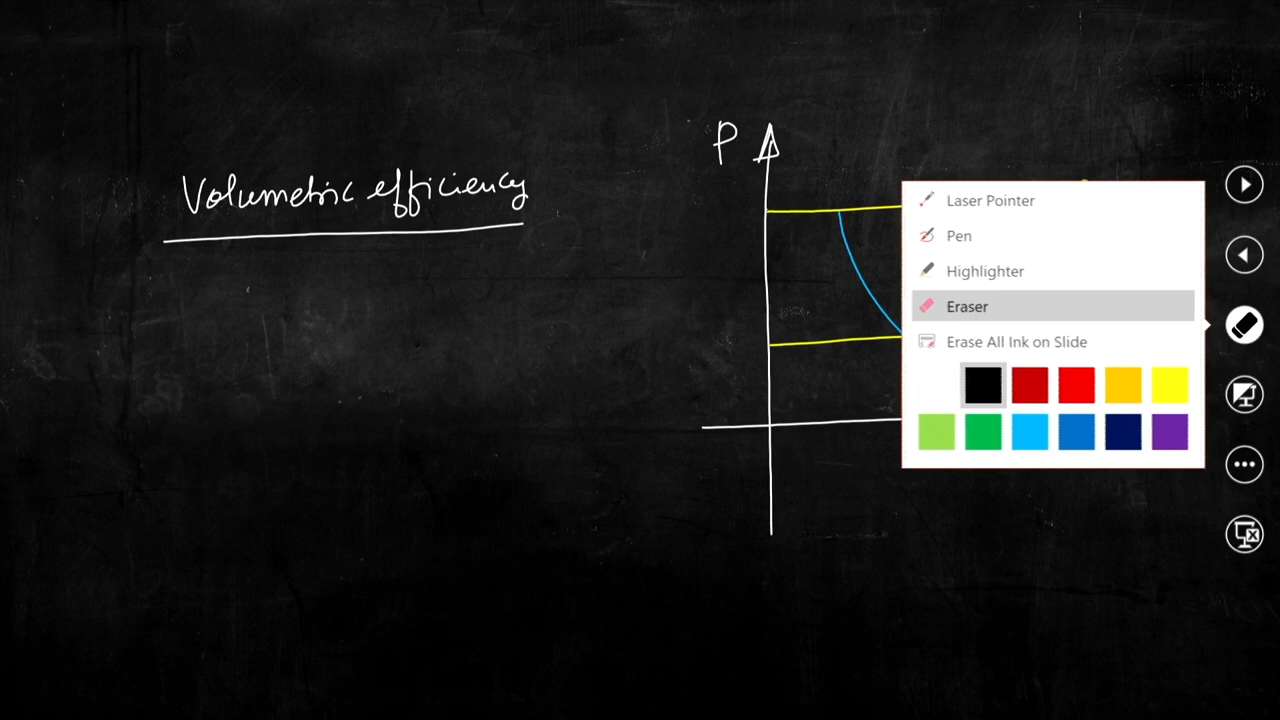 P
Volumetric efficiency
Laser Pointer
Pen
Highlighter
Eraser
Erase All Ink on Slide